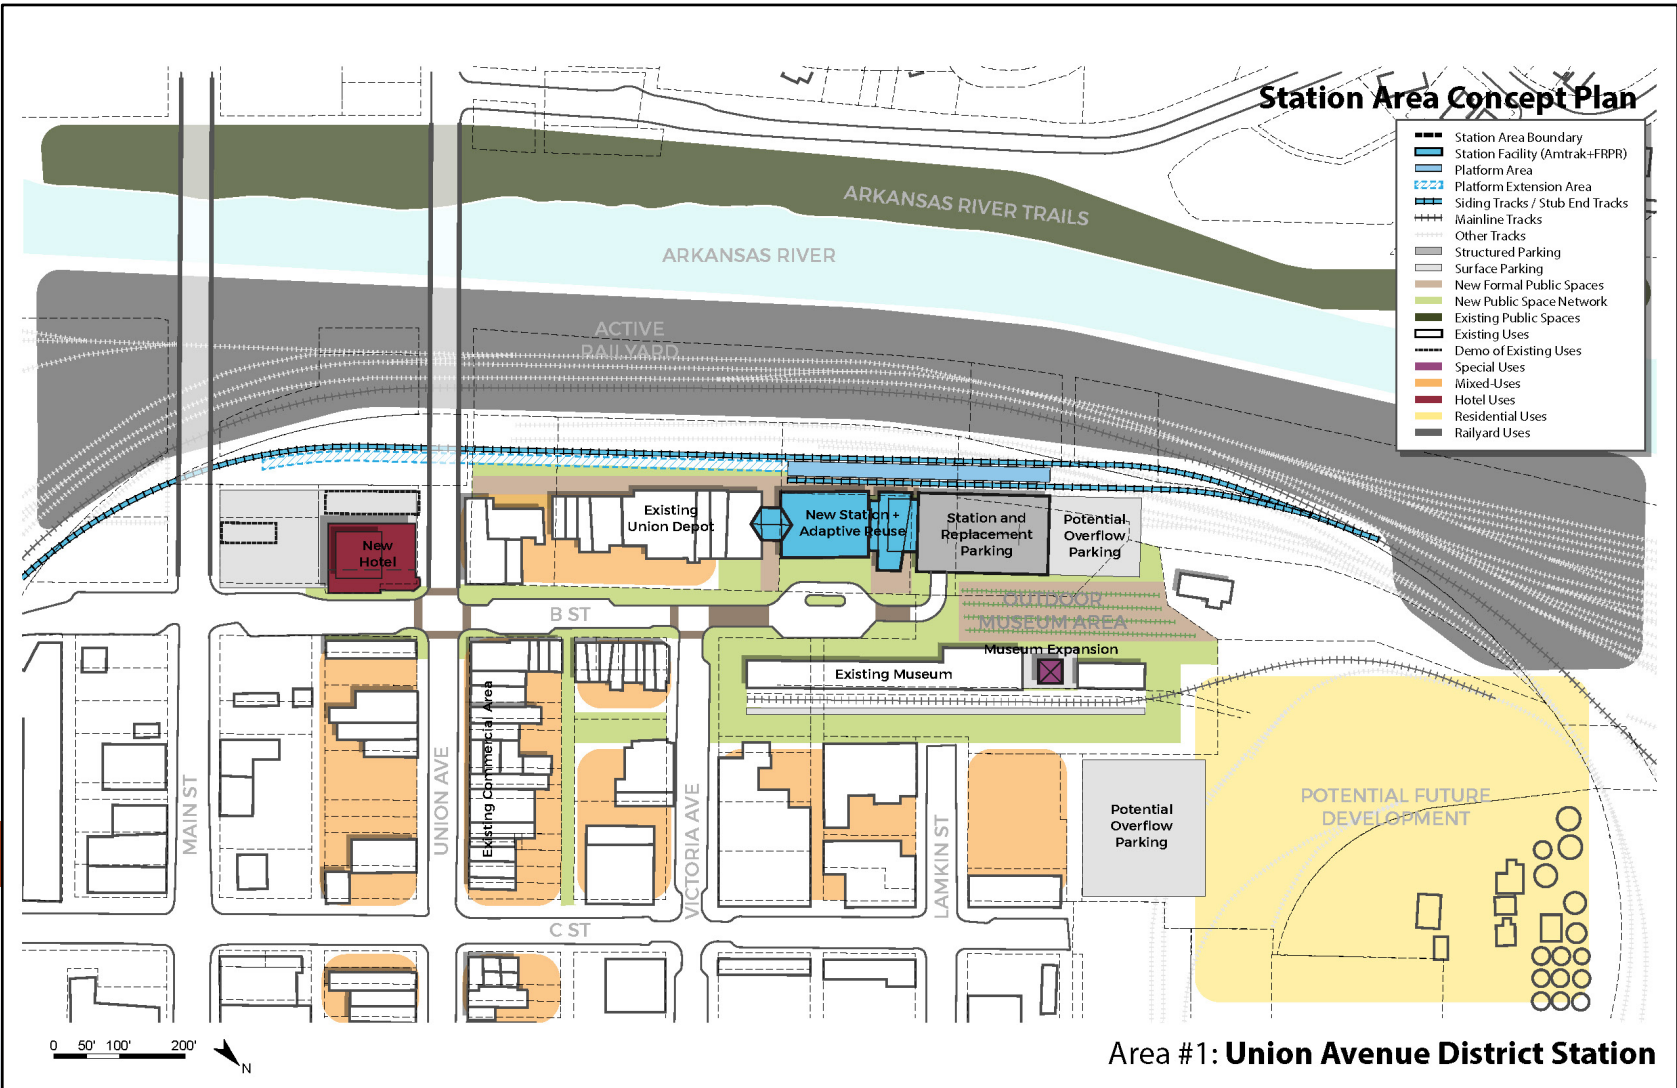 Station Area Concept Plan
Station Area Boundary
Station Facility (Amtrak+FRPR)
Platform Area
Platform Extension Area
Siding Tracks / Stub End Tracks
Mainline Tracks
Other Tracks
Structured Parking
Surface Parking
New Formal Public Spaces
New Public Space Network
Existing Public Spaces
Existing Uses
Demo of Existing Uses
Special Uses
Mixed-Uses
Hotel Uses
Residential Uses
Railyard Uses
ARKANSAS RIVER TRAILS
ARKANSAS RIVER
ACTIVE
RAILYARD
Existing
Union Depot
New Station +
Adaptive Reuse
Station and
Replacement
Parking
Potential
Overflow
Parking
New
Hotel
B ST
OUTDOOR
MUSEUM AREA
Museum Expansion
Existing Museum
Existing Commercial Area
MAIN ST
UNION AVE
VICTORIA AVE
LAMKIN ST
Potential
Overflow
Parking
POTENTIAL FUTURE
DEVELOPMENT
C ST
0 50' 100' 200'
N
Area #1: Union Avenue District Station